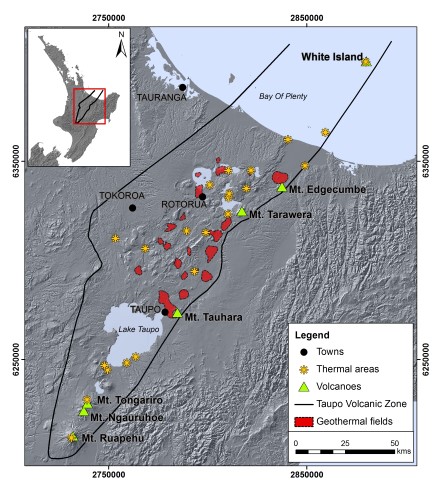 2750000
2850000
N
White Island
Bay Of Plenty
TAURANGA
6350000
6350000
Mt. Edgecumbe
TOKOROA
ROTORUA
Mt. Tarawera
TAUPO
Mt. Tauhara
Lake Taupo
Legend
Towns
Thermal areas
Volcanoes
Taupo Volcanic Zone
Geothermal fields
0 25 50
kms
6250000
6250000
Mt. Tongariro
Mt. Ngauruhoe
Mt. Ruapehu
2750000
2850000